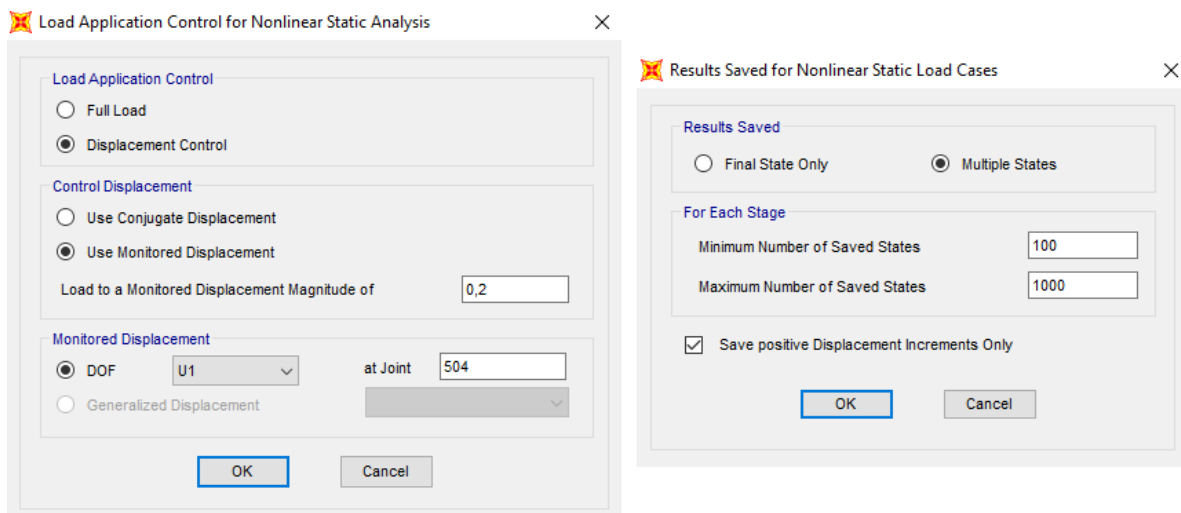 Load Application Control for Nonlinear Static Analysis
Load Application Control
Full Load
Displacement Control
Control Displacement
Use Conjugate Displacement
Use Monitored Displacement
Load to a Monitored Displacement Magnitude of 0,2
Monitored Displacement
DOF U1 at Joint 504
Generalized Displacement
OK Cancel
Results Saved for Nonlinear Static Load Cases
Results Saved
Final State Only Multiple States
For Each Stage
Minimum Number of Saved States 100
Maximum Number of Saved States 1000
Save positive Displacement Increments Only
OK Cancel